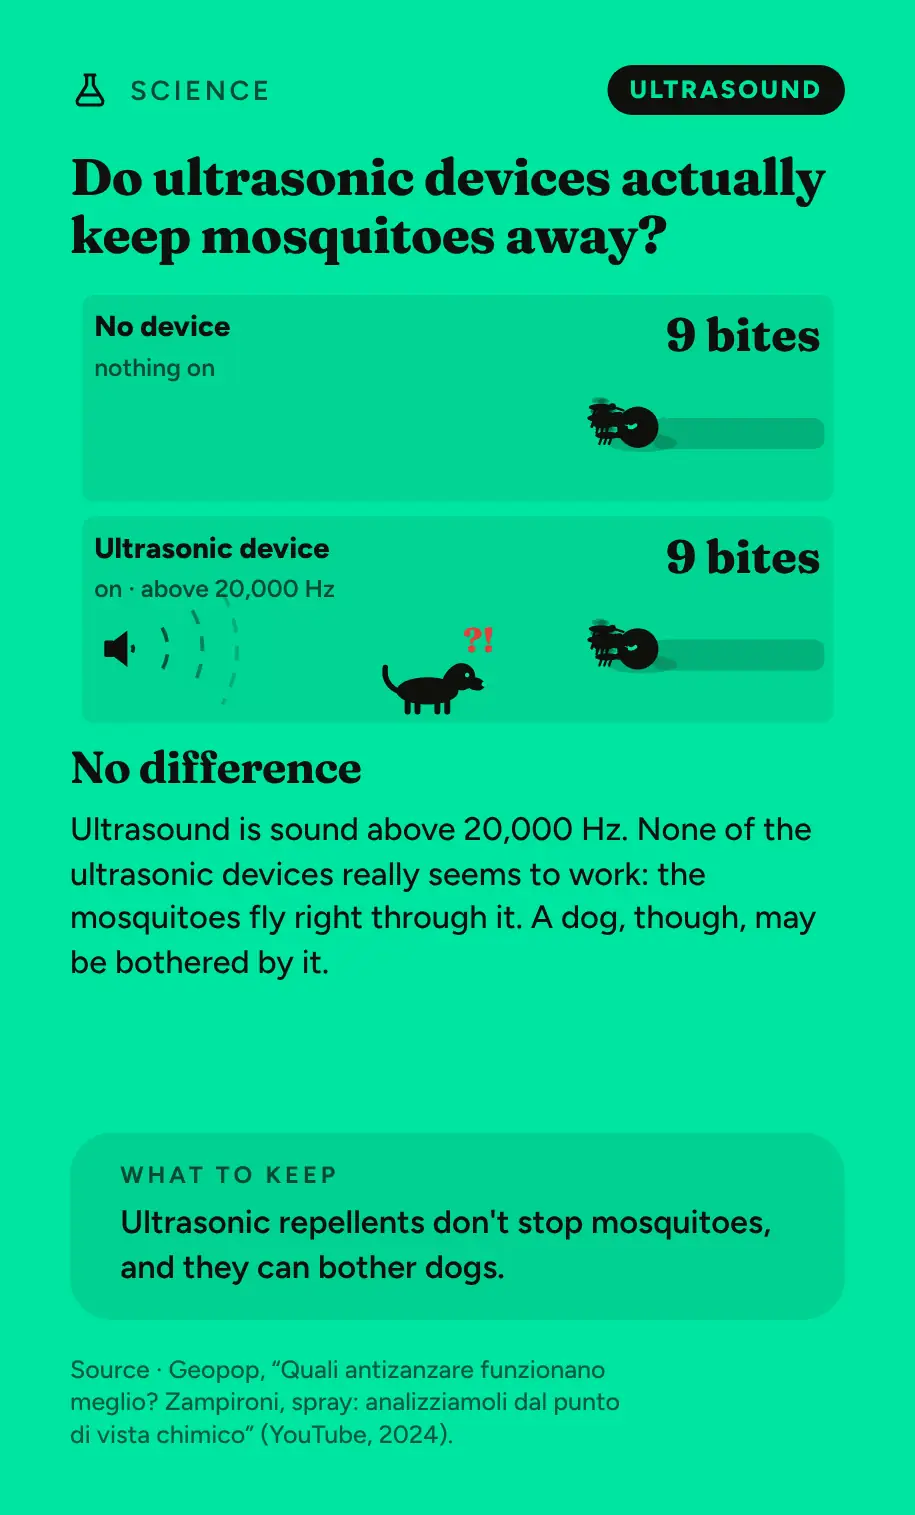 SCIENCE
ULTRASOUND
Do ultrasonic devices actually
keep mosquitoes away?
No device
nothing on
9 bites
Ultrasonic device
on · above 20,000 Hz
9 bites
?!
No difference
Ultrasound is sound above 20,000 Hz. None of the
ultrasonic devices really seems to work: the
mosquitoes fly right through it. A dog, though, may
be bothered by it.
WHAT TO KEEP
Ultrasonic repellents don't stop mosquitoes,
and they can bother dogs.
Source · Geopop, “Quali antizanzare funzionano
meglio? Zampironi, spray: analizziamoli dal punto
di vista chimico” (YouTube, 2024).